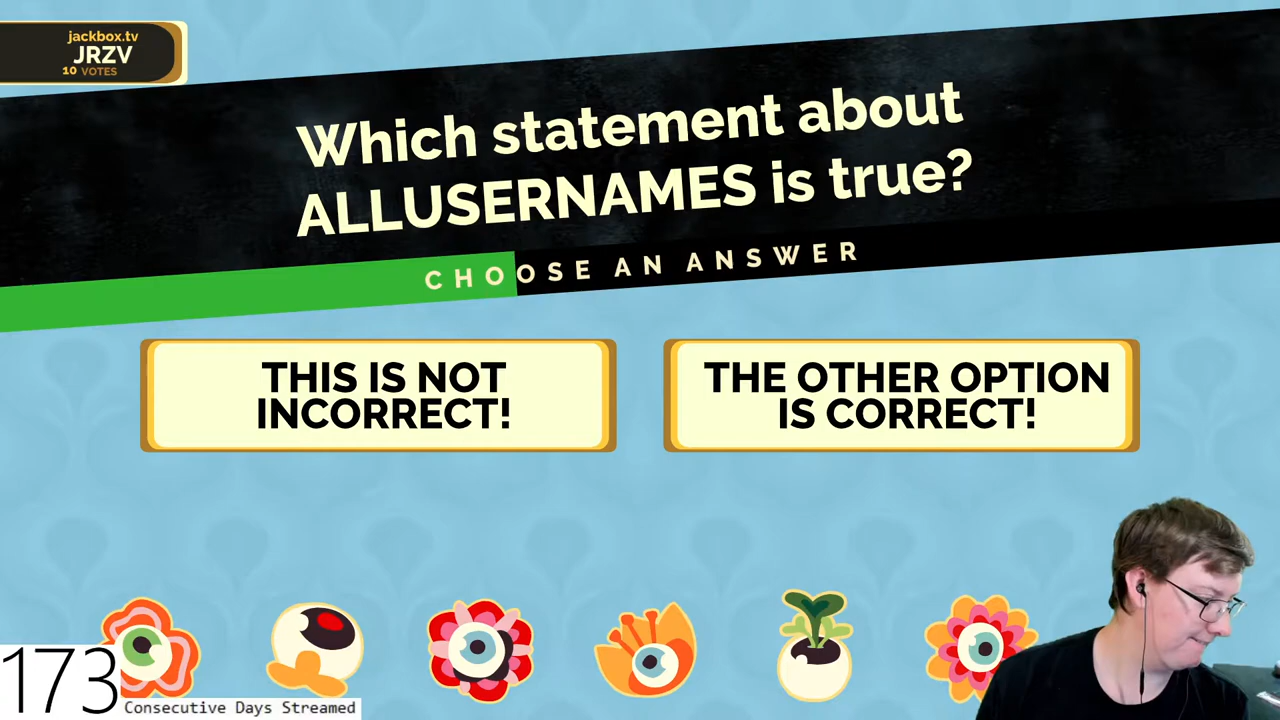 jackbox.tv
JRZV
10 VOTES
Which statement about
ALLUSERNAMES is true?
CHOOSE AN ANSWER
THIS IS NOT
INCORRECT!
THE OTHER OPTION
IS CORRECT!
173
Consecutive Days Streamed